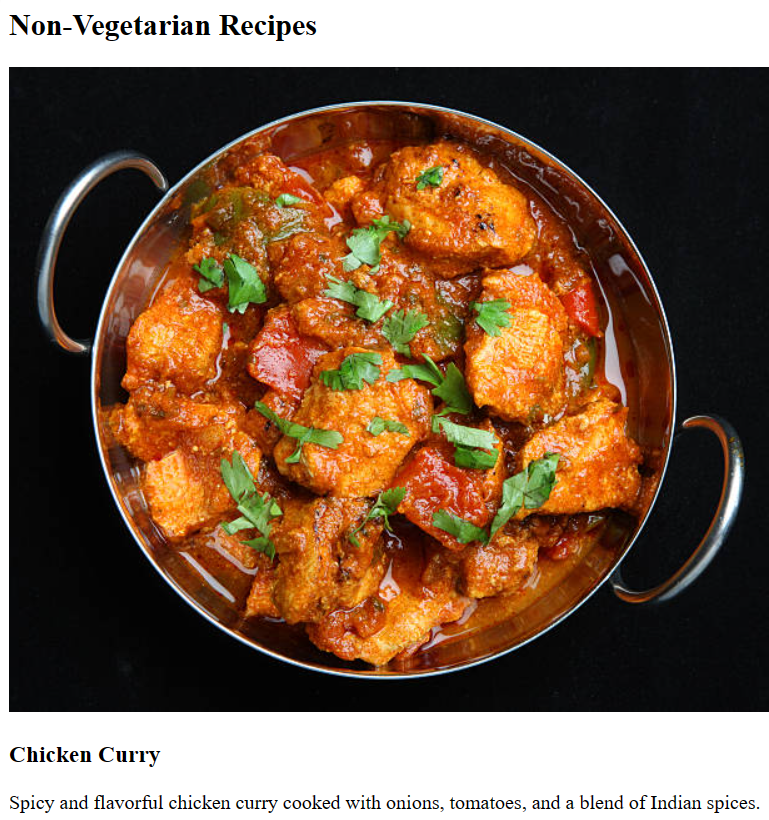 Non-Vegetarian Recipes
Chicken Curry
Spicy and flavorful chicken curry cooked with onions, tomatoes, and a blend of Indian spices.